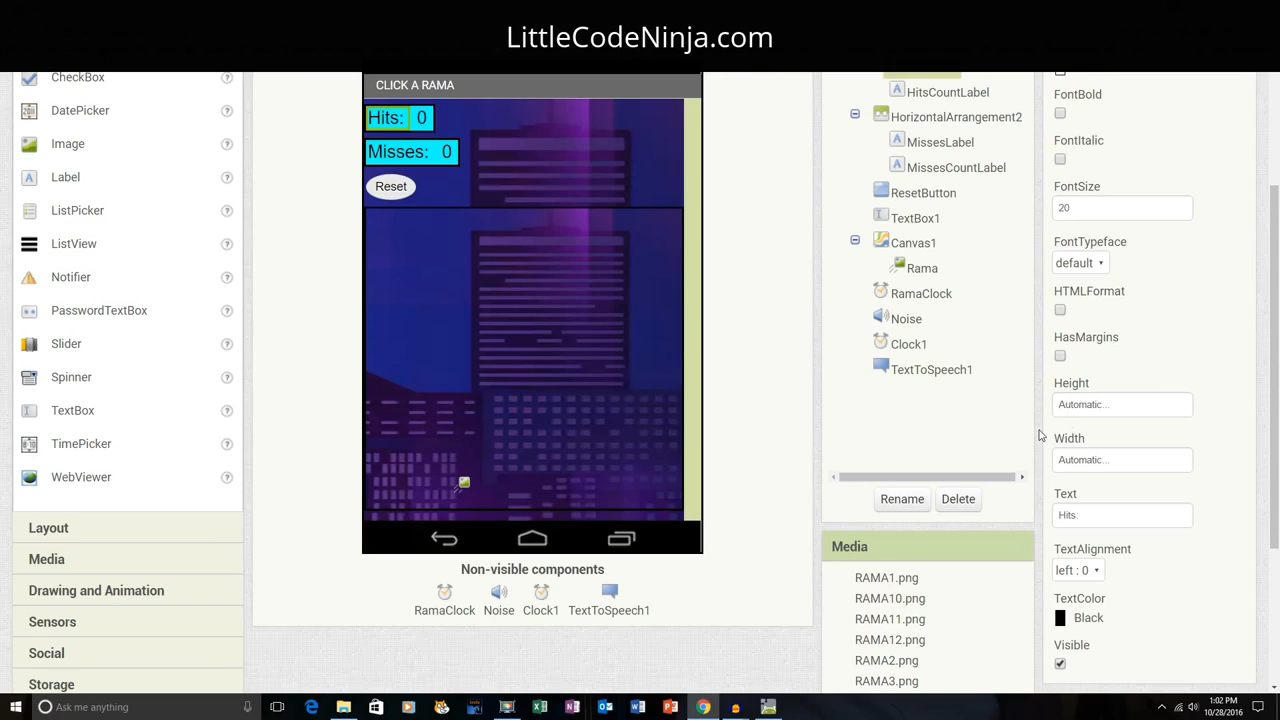 LittleCodeNinja.com
CheckBox ?
DatePicker ?
Image ?
Label ?
ListPicker ?
ListView ?
Notifier ?
PasswordTextBox ?
Slider ?
Spinner ?
TextBox ?
TimePicker ?
WebViewer ?
Layout
Media
Drawing and Animation
Sensors
Social
Storage
CLICK A RAMA
Hits: 0
Misses: 0
Reset
Non-visible components
RamaClock Noise Clock1 TextToSpeech1
A HitsCountLabel
HorizontalArrangement2
A MissesLabel
A MissesCountLabel
ResetButton
TextBox1
Canvas1
Rama
RamaClock
Noise
Clock1
TextToSpeech1
Rename Delete
Media
RAMA1.png
RAMA10.png
RAMA11.png
RAMA12.png
RAMA2.png
RAMA3.png
FontBold
FontItalic
FontSize
20
FontTypeface
default
HTMLFormat
HasMargins
Height
Automatic...
Width
Automatic...
Text
Hits:
TextAlignment
left : 0
TextColor
Black
Visible
Ask me anything
1:02 PM
10/28/2016